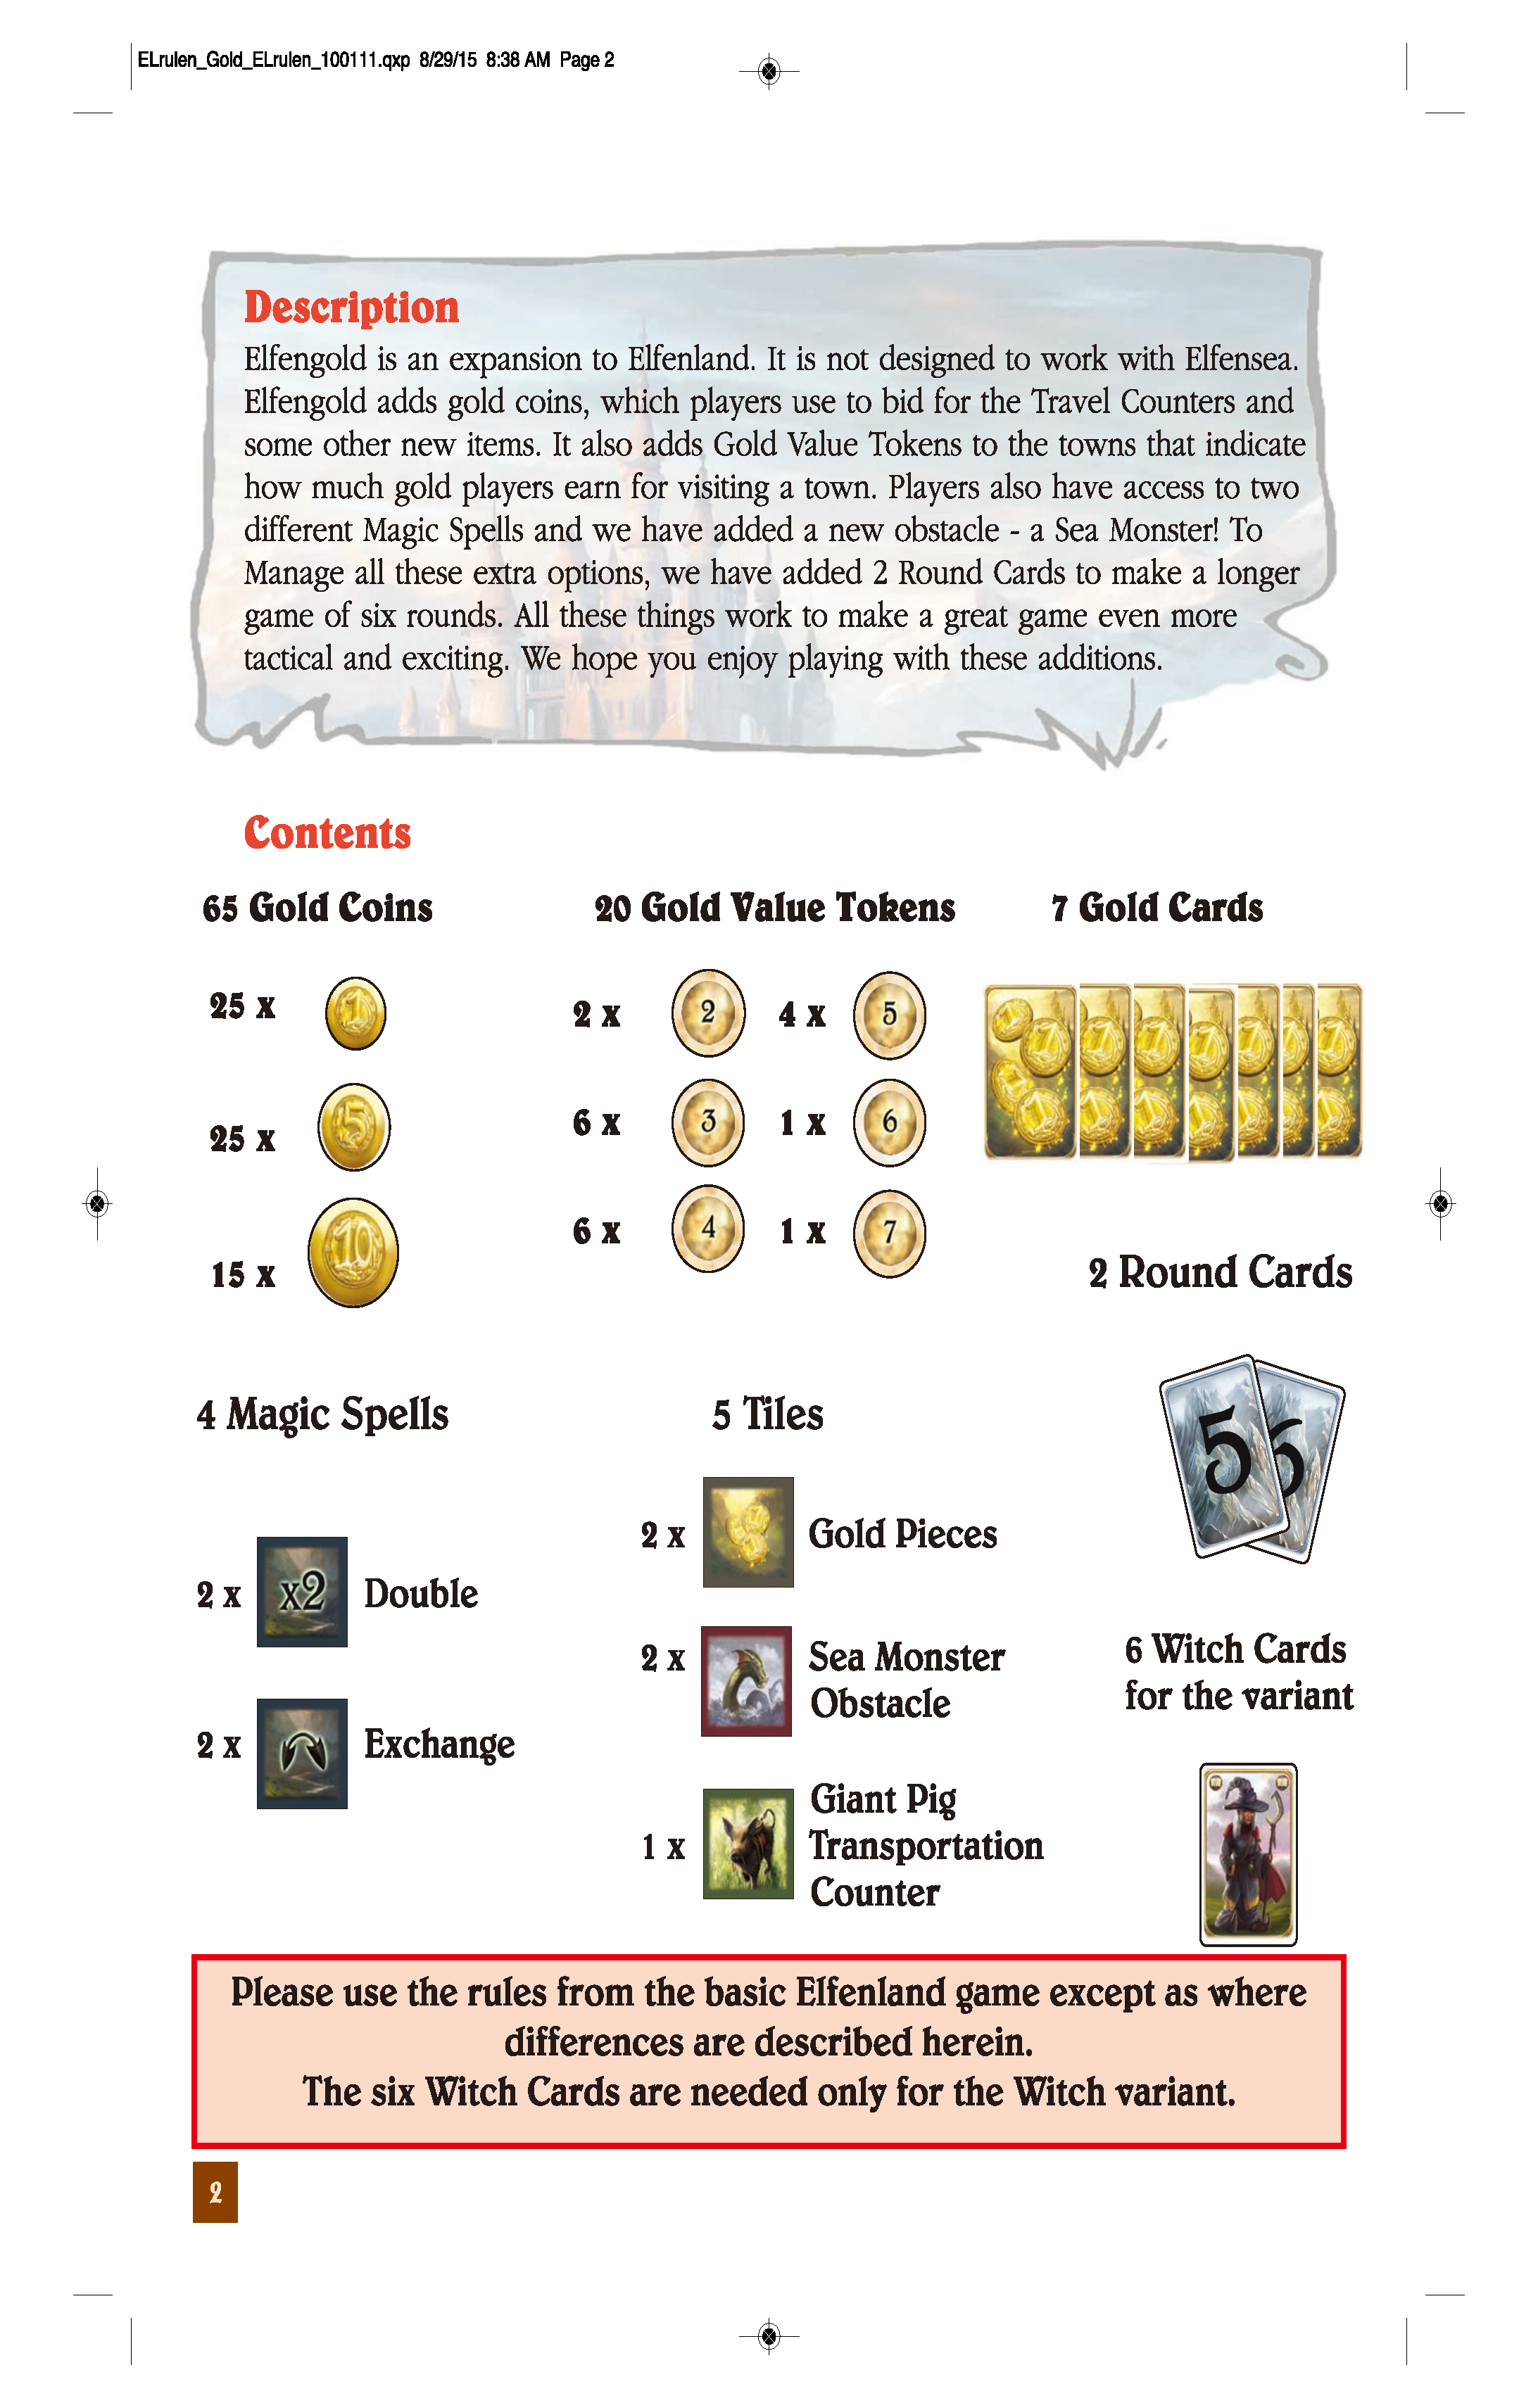 ELrulen_Gold_ELrulen_100111.qxp 8/29/15 8:38 AM Page 2
Description
Elfengold is an expansion to Elfenland. It is not designed to work with Elfensea.
Elfengold adds gold coins, which players use to bid for the Travel Counters and
some other new items. It also adds Gold Value Tokens to the towns that indicate
how much gold players earn for visiting a town. Players also have access to two
different Magic Spells and we have added a new obstacle - a Sea Monster! To
Manage all these extra options, we have added 2 Round Cards to make a longer
game of six rounds. All these things work to make a great game even more
tactical and exciting. We hope you enjoy playing with these additions.
Contents
65 Gold Coins
25 x 1
25 x 5
15 x 10
20 Gold Value Tokens
2 x 2 4 x 5
6 x 3 1 x 6
6 x 4 1 x 7
7 Gold Cards
2 Round Cards
5 6
4 Magic Spells
2 x x2 Double
2 x Exchange
5 Tiles
2 x Gold Pieces
2 x Sea Monster
Obstacle
1 x Giant Pig
Transportation
Counter
6 Witch Cards
for the variant
Please use the rules from the basic Elfenland game except as where
differences are described herein.
The six Witch Cards are needed only for the Witch variant.
2